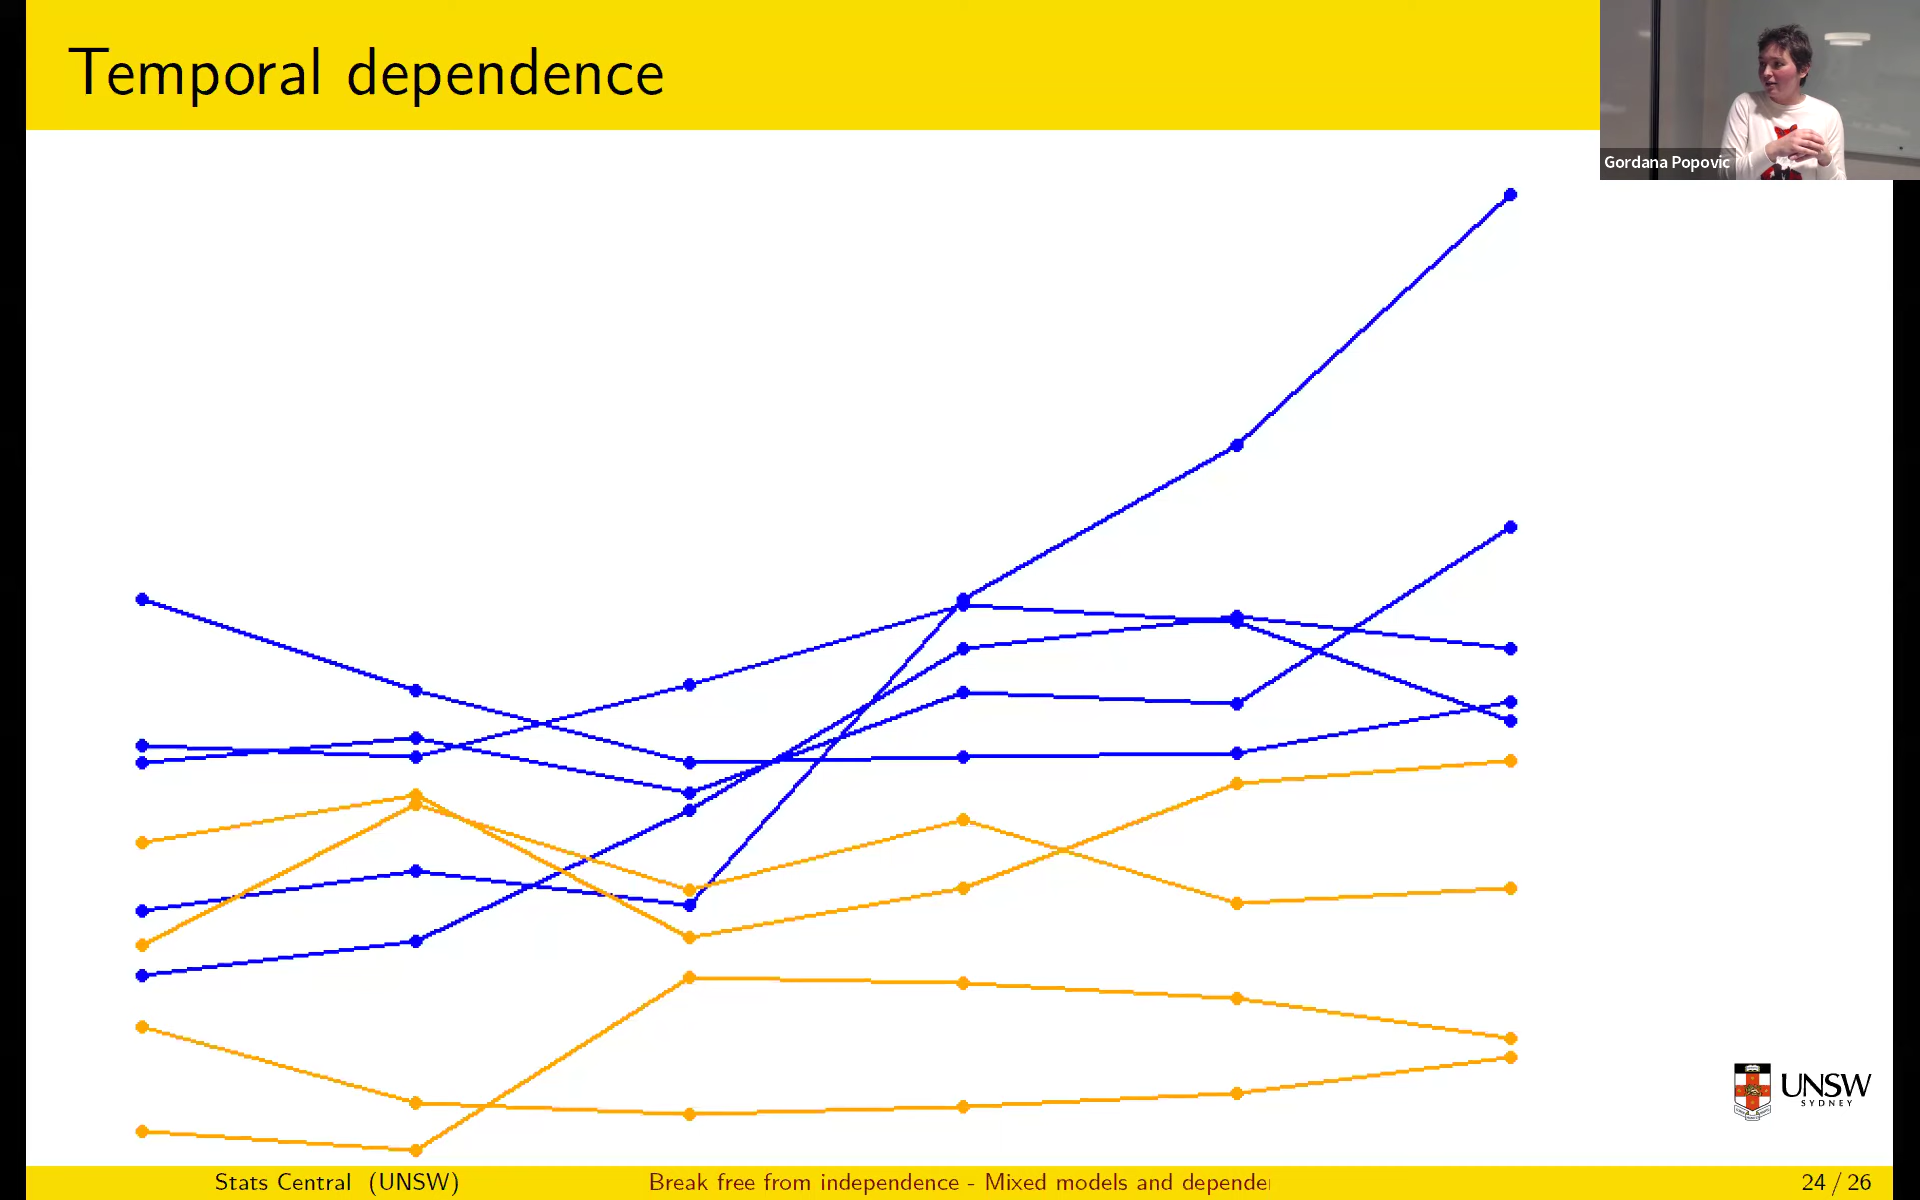 Temporal dependence
Gordana Popovic
UNSW
SYDNEY
Stats Central (UNSW)
Break free from independence - Mixed models and depende
24 / 26